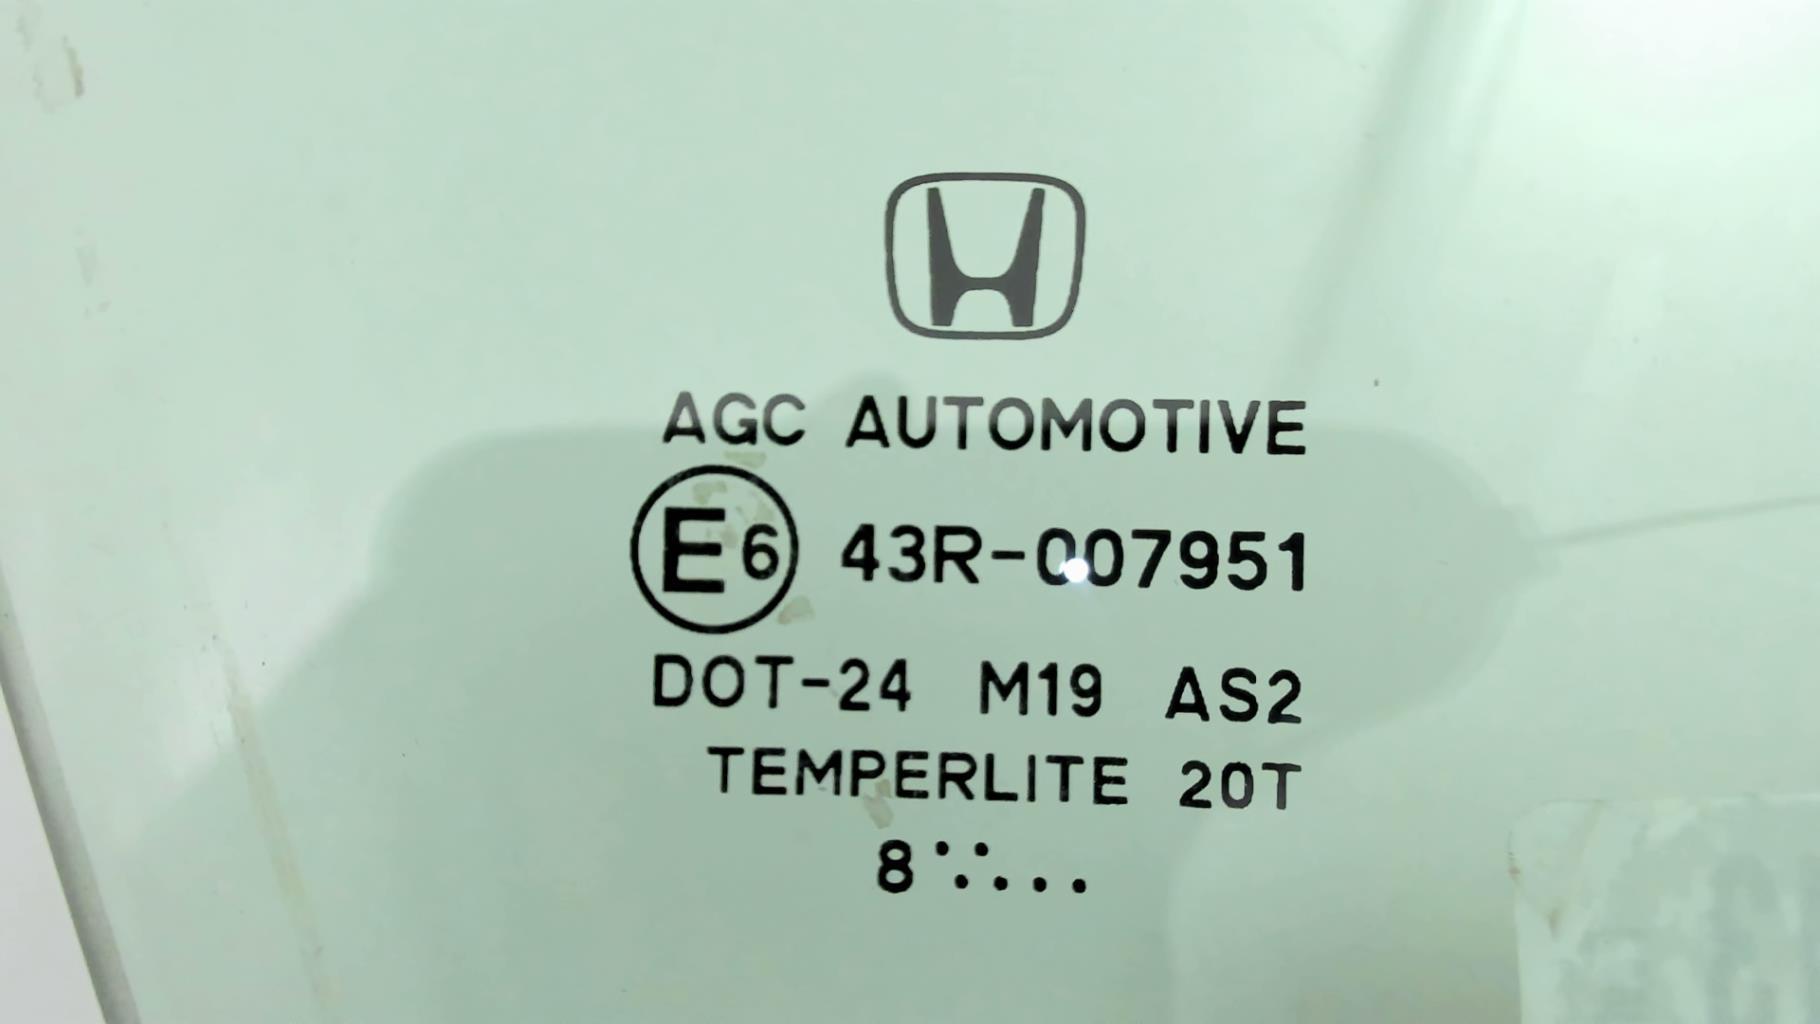 AGC AUTOMOTIVE
E6 43R-007951
DOT-24 M19 AS2
TEMPERLITE 20T
8